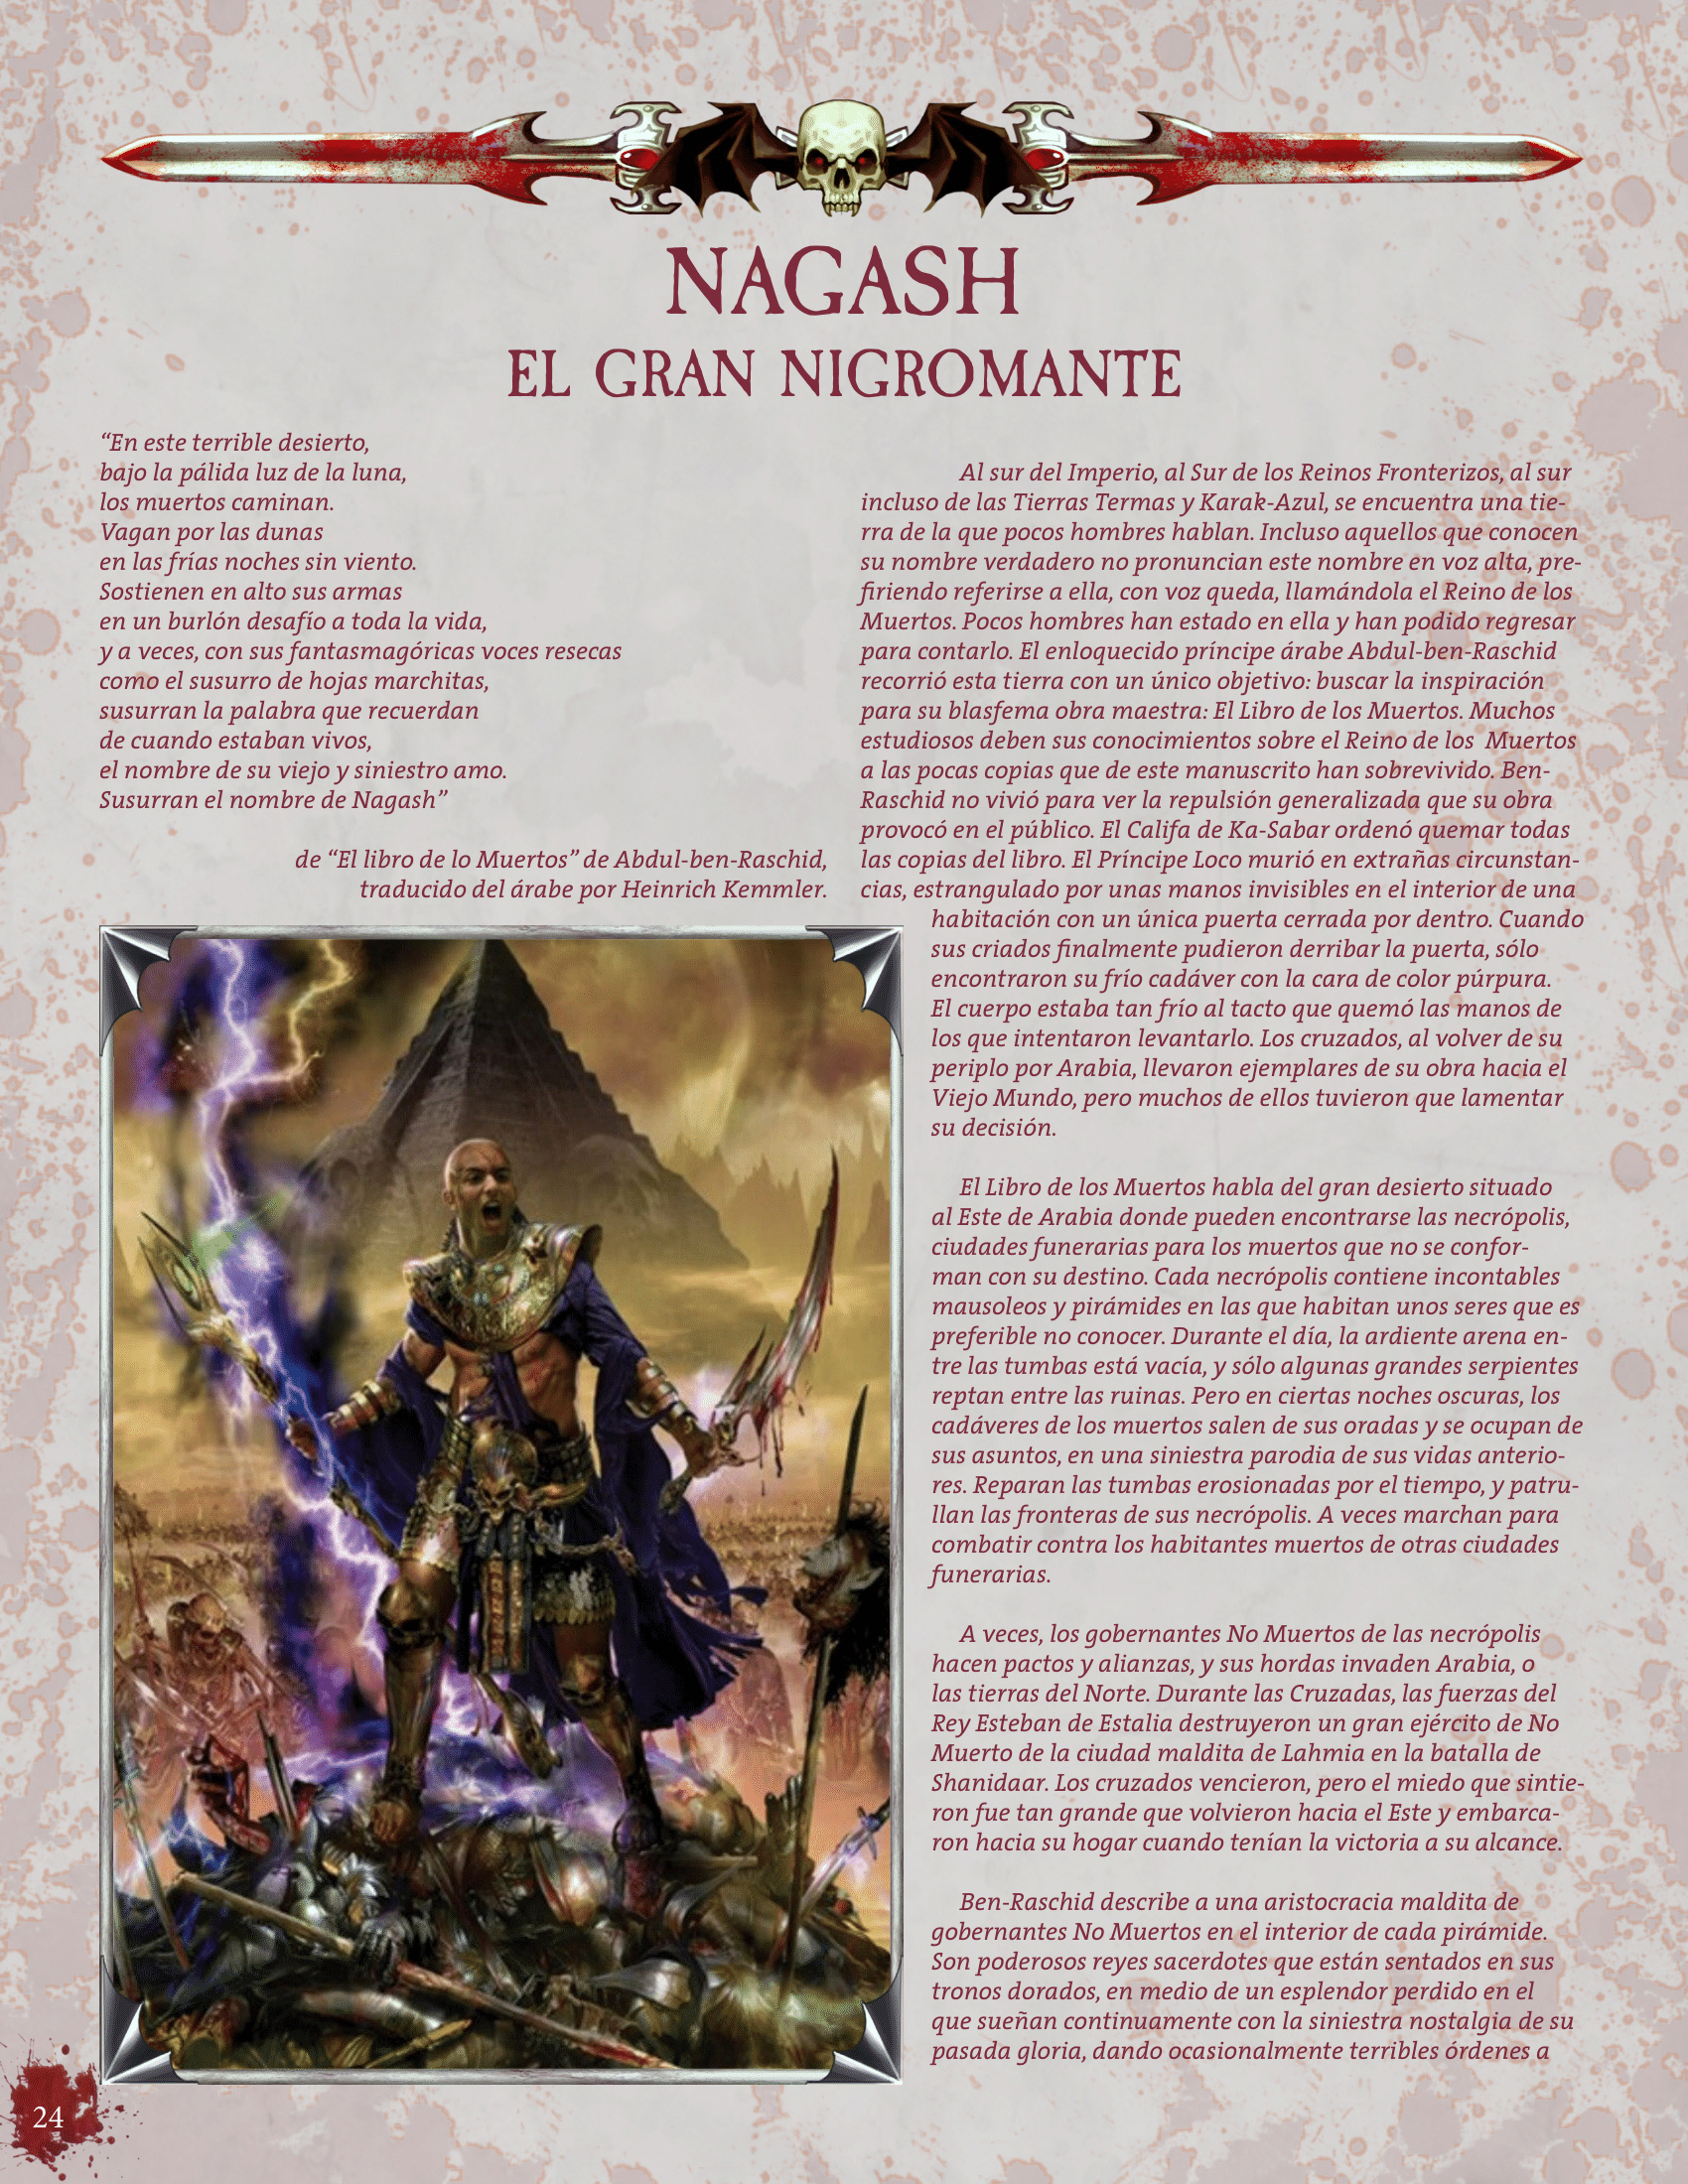 NAGASH
EL GRAN NIGROMANTE
“En este terrible desierto,
bajo la pálida luz de la luna,
los muertos caminan.
Vagan por las dunas
en las frías noches sin viento.
Sostienen en alto sus armas
en un burlón desafío a toda la vida,
y a veces, con sus fantasmagóricas voces resecas
como el susurro de hojas marchitas,
susurran la palabra que recuerdan
de cuando estaban vivos,
el nombre de su viejo y siniestro amo.
Susurran el nombre de Nagash”
de “El libro de lo Muertos” de Abdul-ben-Raschid,
traducido del árabe por Heinrich Kemmler.
Al sur del Imperio, al Sur de los Reinos Fronterizos, al sur
incluso de las Tierras Termas y Karak-Azul, se encuentra una tie-
rra de la que pocos hombres hablan. Incluso aquellos que conocen
su nombre verdadero no pronuncian este nombre en voz alta, pre-
firiendo referirse a ella, con voz queda, llamándola el Reino de los
Muertos. Pocos hombres han estado en ella y han podido regresar
para contarlo. El enloquecido príncipe árabe Abdul-ben-Raschid
recorrió esta tierra con un único objetivo: buscar la inspiración
para su blasfema obra maestra: El Libro de los Muertos. Muchos
estudiosos deben sus conocimientos sobre el Reino de los Muertos
a las pocas copias que de este manuscrito han sobrevivido. Ben-
Raschid no vivió para ver la repulsión generalizada que su obra
provocó en el público. El Califa de Ka-Sabar ordenó quemar todas
las copias del libro. El Príncipe Loco murió en extrañas circunstan-
cias, estrangulado por unas manos invisibles en el interior de una
habitación con un única puerta cerrada por dentro. Cuando
sus criados finalmente pudieron derribar la puerta, sólo
encontraron su frío cadáver con la cara de color púrpura.
El cuerpo estaba tan frío al tacto que quemó las manos de
los que intentaron levantarlo. Los cruzados, al volver de su
periplo por Arabia, llevaron ejemplares de su obra hacia el
Viejo Mundo, pero muchos de ellos tuvieron que lamentar
su decisión.
El Libro de los Muertos habla del gran desierto situado
al Este de Arabia donde pueden encontrarse las necrópolis,
ciudades funerarias para los muertos que no se confor-
man con su destino. Cada necrópolis contiene incontables
mausoleos y pirámides en las que habitan unos seres que es
preferible no conocer. Durante el día, la ardiente arena en-
tre las tumbas está vacía, y sólo algunas grandes serpientes
reptan entre las ruinas. Pero en ciertas noches oscuras, los
cadáveres de los muertos salen de sus oradas y se ocupan de
sus asuntos, en una siniestra parodia de sus vidas anterio-
res. Reparan las tumbas erosionadas por el tiempo, y patru-
llan las fronteras de sus necrópolis. A veces marchan para
combatir contra los habitantes muertos de otras ciudades
funerarias.
A veces, los gobernantes No Muertos de las necrópolis
hacen pactos y alianzas, y sus hordas invaden Arabia, o
las tierras del Norte. Durante las Cruzadas, las fuerzas del
Rey Esteban de Estalia destruyeron un gran ejército de No
Muerto de la ciudad maldita de Lahmia en la batalla de
Shanidaar. Los cruzados vencieron, pero el miedo que sintie-
ron fue tan grande que volvieron hacia el Este y embarca-
ron hacia su hogar cuando tenían la victoria a su alcance.
Ben-Raschid describe a una aristocracia maldita de
gobernantes No Muertos en el interior de cada pirámide.
Son poderosos reyes sacerdotes que están sentados en sus
tronos dorados, en medio de un esplendor perdido en el
que sueñan continuamente con la siniestra nostalgia de su
pasada gloria, dando ocasionalmente terribles órdenes a
24